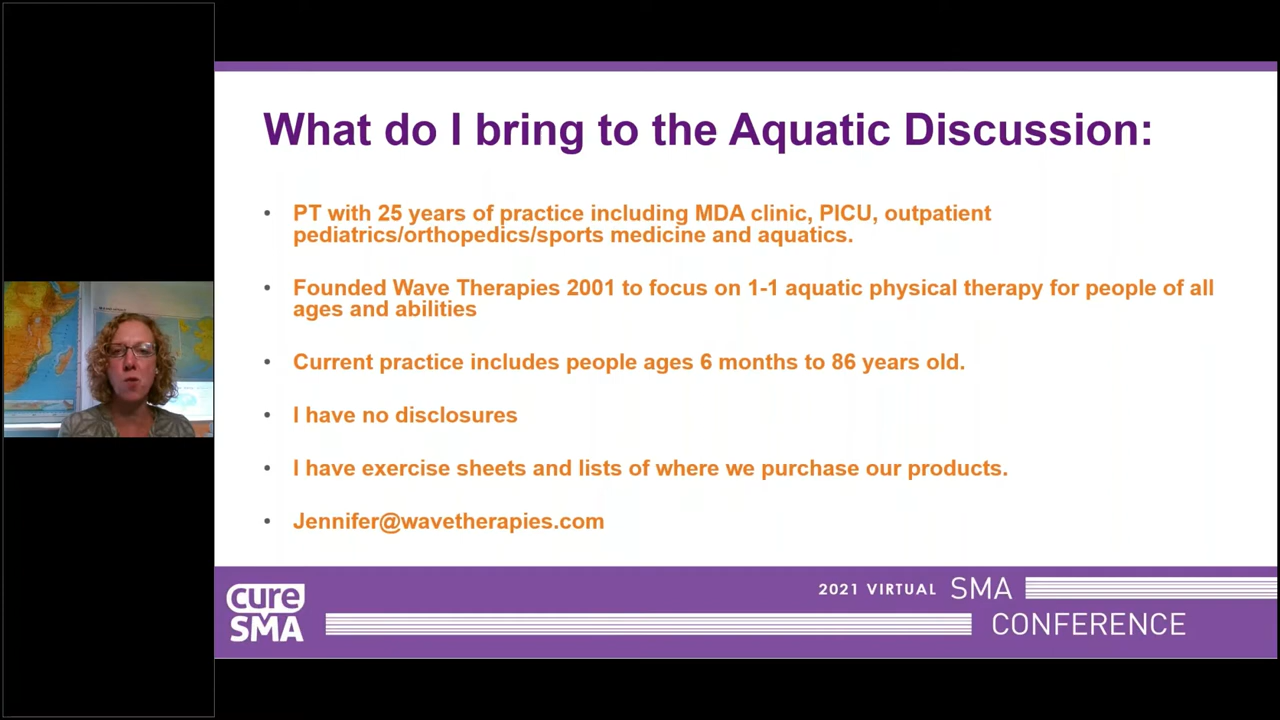 What do I bring to the Aquatic Discussion:
• PT with 25 years of practice including MDA clinic, PICU, outpatient
pediatrics/orthopedics/sports medicine and aquatics.
• Founded Wave Therapies 2001 to focus on 1-1 aquatic physical therapy for people of all
ages and abilities
• Current practice includes people ages 6 months to 86 years old.
• I have no disclosures
• I have exercise sheets and lists of where we purchase our products.
• Jennifer@wavetherapies.com
cure
SMA
2021 VIRTUAL SMA
CONFERENCE